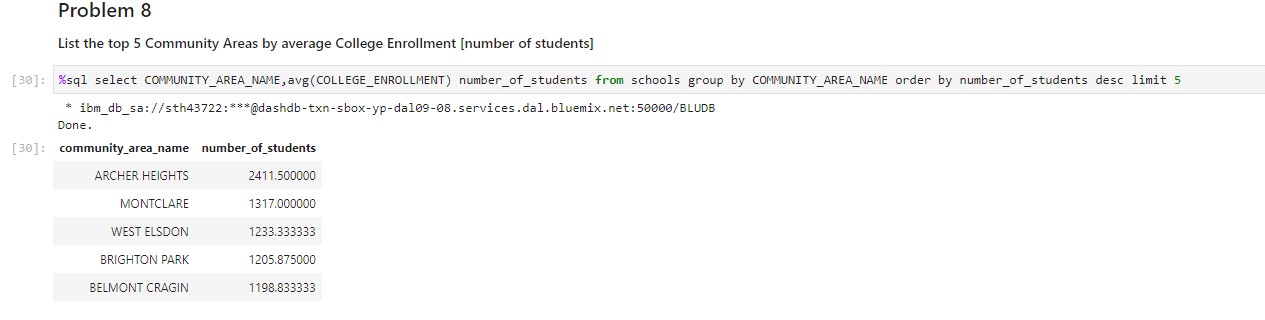 Problem 8
List the top 5 Community Areas by average College Enrollment [number of students]
[30]: %sql select COMMUNITY_AREA_NAME,avg(COLLEGE_ENROLLMENT) number_of_students from schools group by COMMUNITY_AREA_NAME order by number_of_students desc limit 5
* ibm_db_sa://sth43722:***@dashdb-txn-sbox-yp-dal09-08.services.dal.bluemix.net:50000/BLUDB
Done.
[30]: community_area_name number_of_students
ARCHER HEIGHTS 2411.500000
MONTCLARE 1317.000000
WEST ELSDON 1233.333333
BRIGHTON PARK 1205.875000
BELMONT CRAGIN 1198.833333